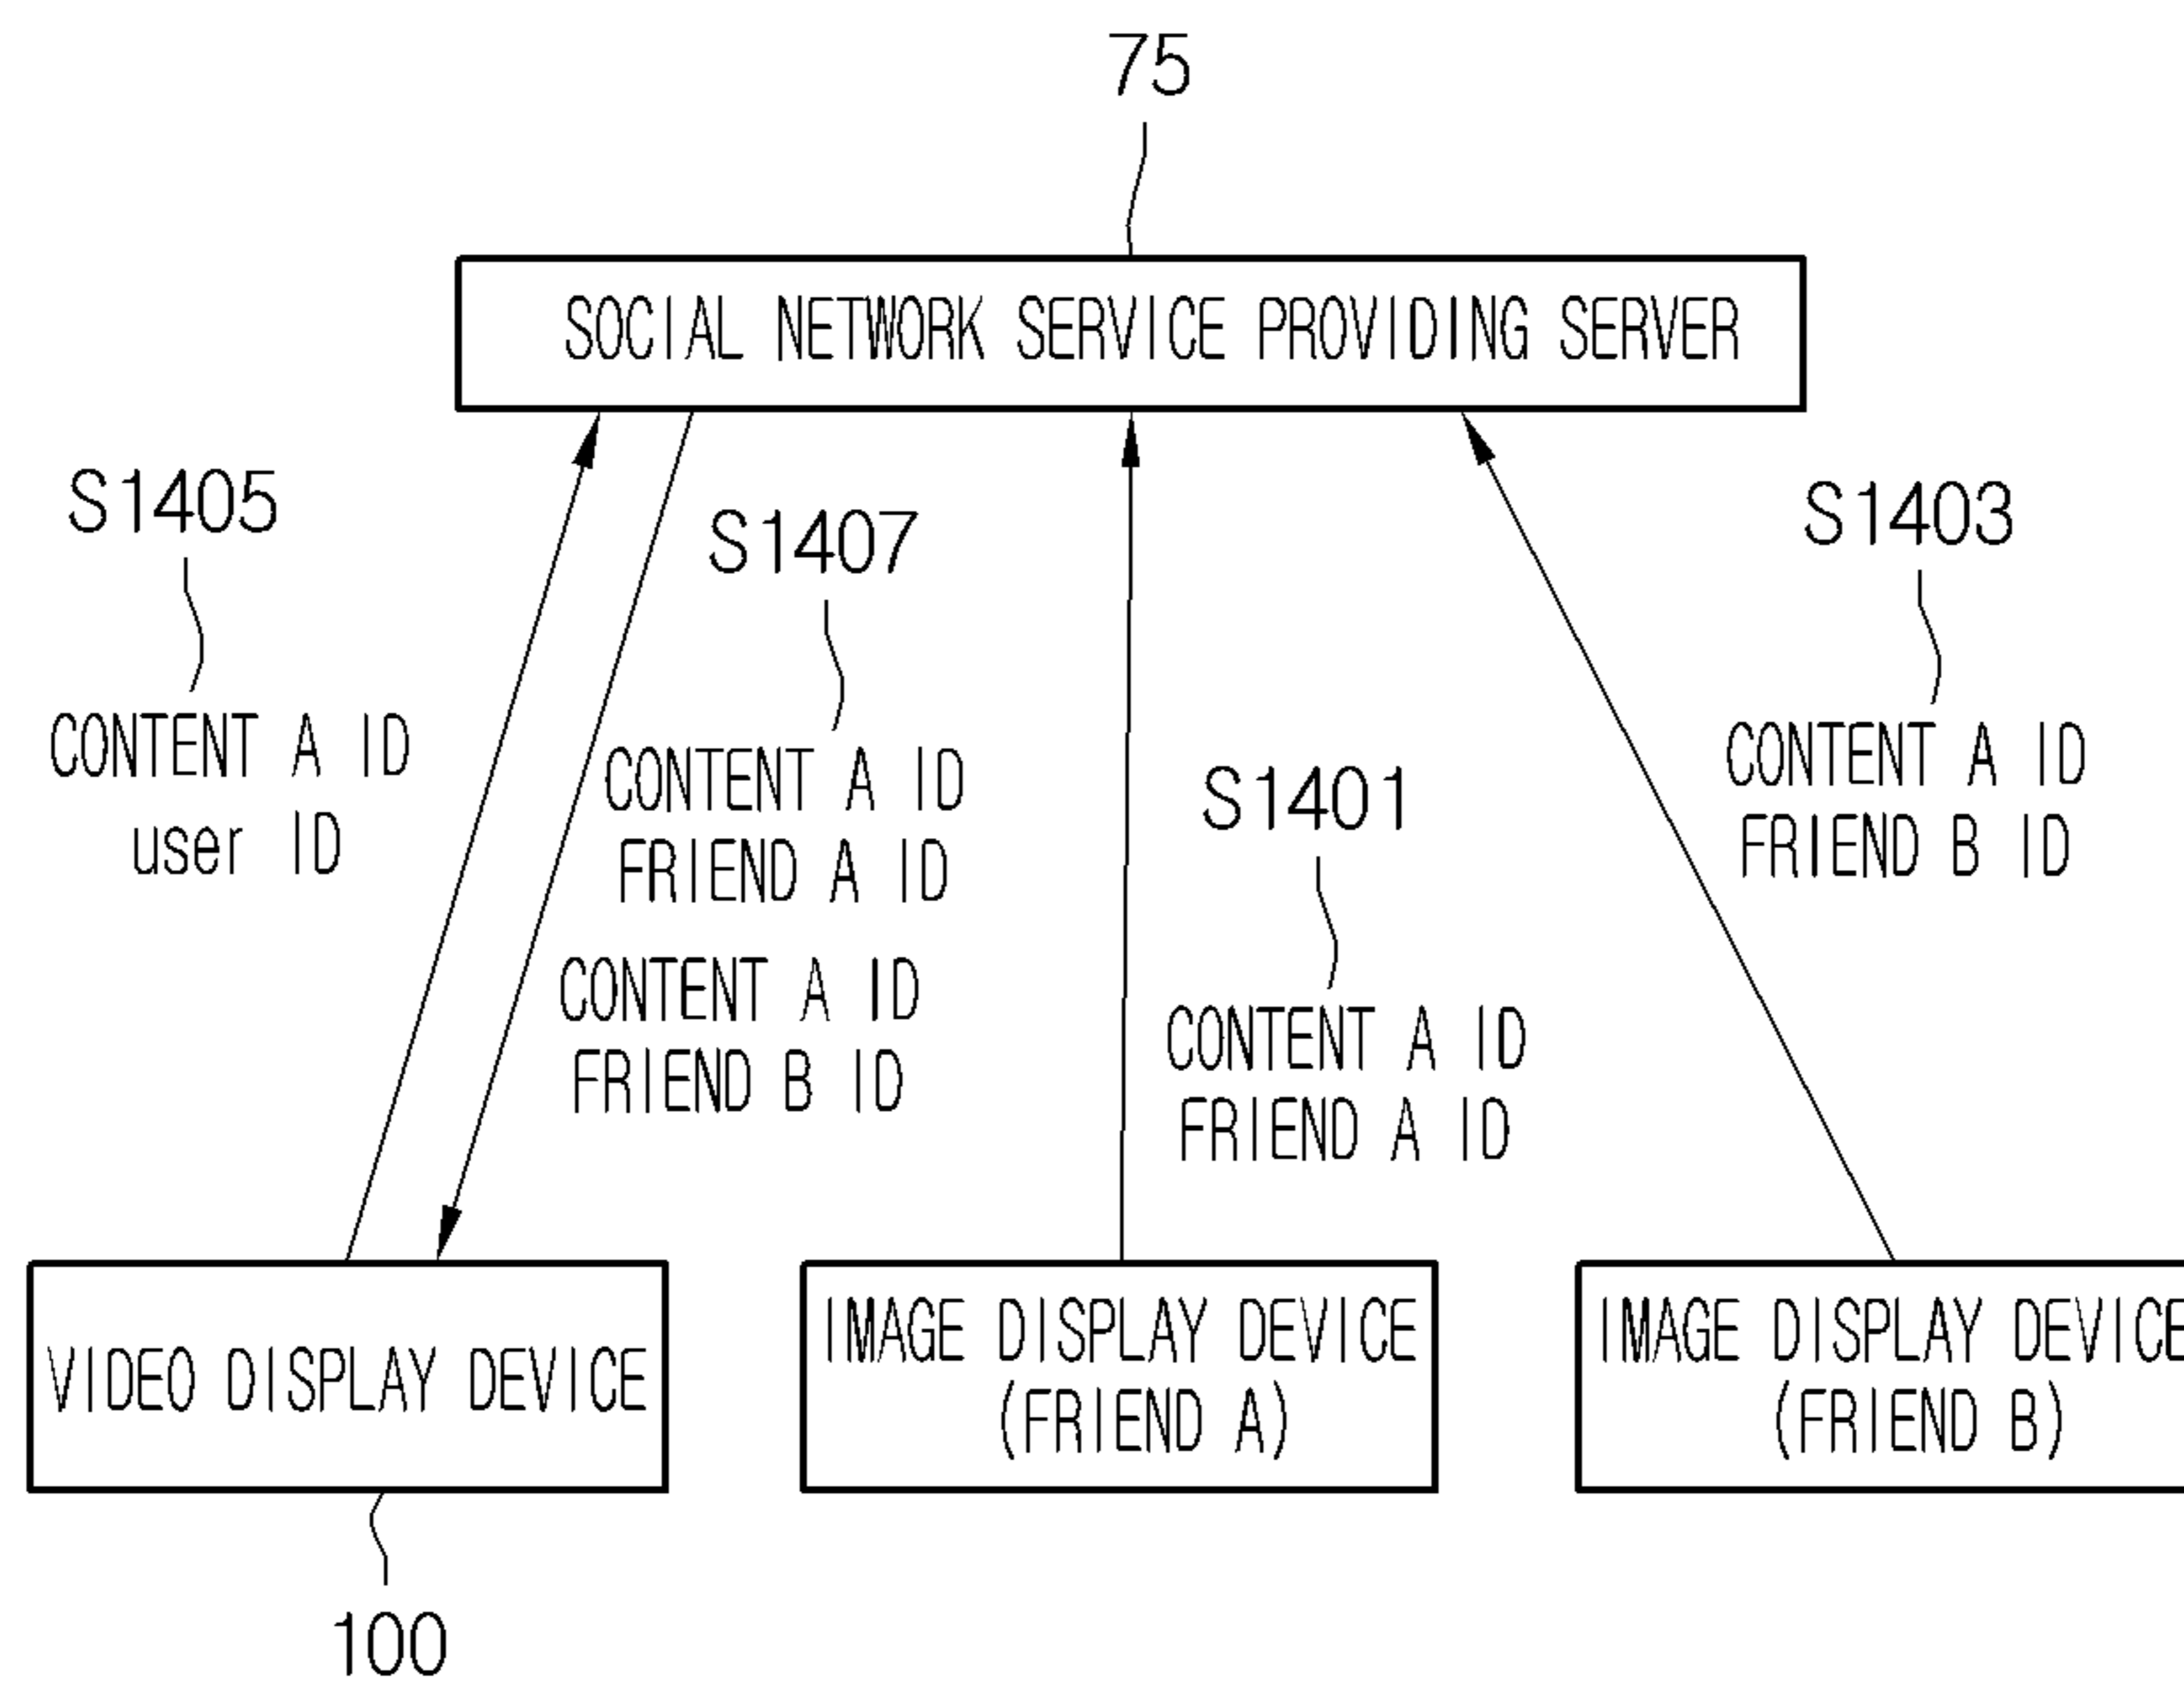 75
SOCIAL NETWORK SERVICE PROVIDING SERVER
S1405
CONTENT A ID
user ID
S1407
CONTENT A ID
FRIEND A ID
CONTENT A ID
FRIEND B ID
S1401
CONTENT A ID
FRIEND A ID
S1403
CONTENT A ID
FRIEND B ID
VIDEO DISPLAY DEVICE
IMAGE DISPLAY DEVICE
(FRIEND A)
IMAGE DISPLAY DEVICE
(FRIEND B)
100